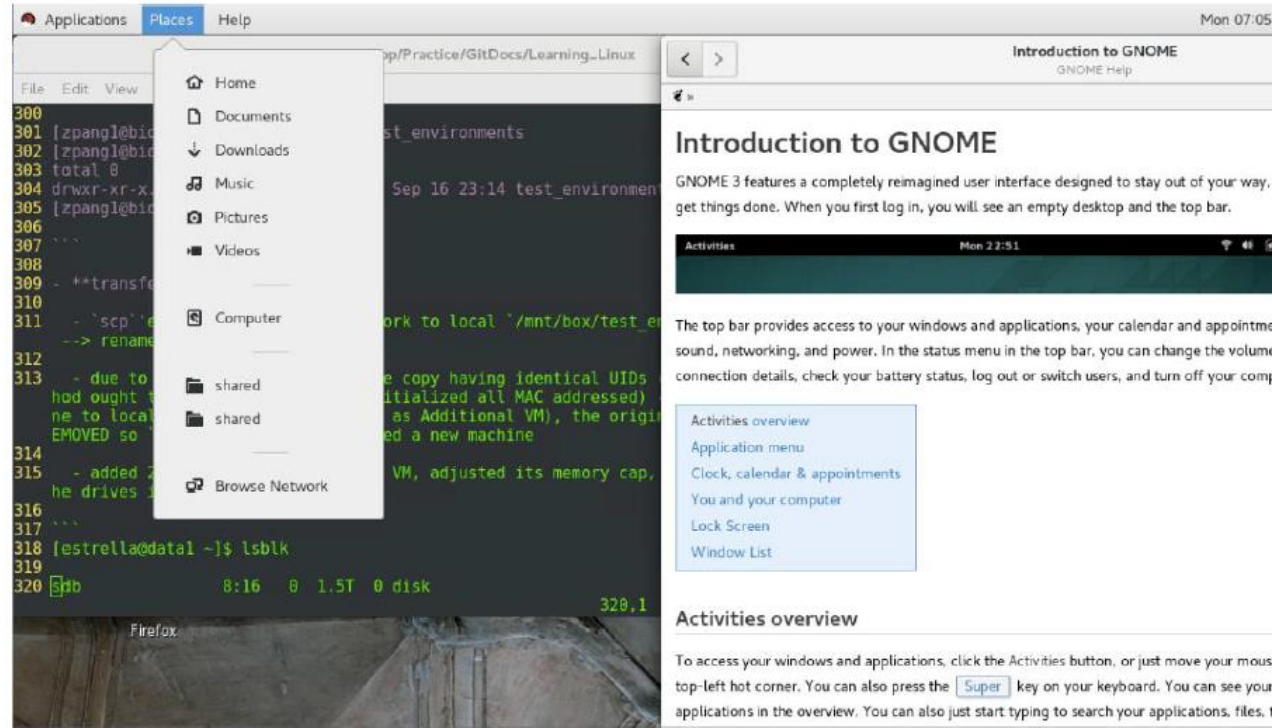 Applications Places Help Mon 07:05
op/Practice/GitDocs/Learning_Linux
File Edit View
Home
Documents
Downloads
Music
Pictures
Videos
Computer
shared
shared
Browse Network
300
301 [zpang1@bio st_environments
302 [zpang1@bio
303 total 0
304 drwxr-xr-x. Sep 16 23:14 test_environment
305 [zpang1@bio
306
307 ```
308
309 - **transfe
310
311 - `scp` ork to local `/mnt/box/test_e
--> rename
312
313 - due to e copy having identical UIDs
had ought itialized all MAC addressed)
ne to local as Additional VM), the origi
EMOVED so ed a new machine
314
315 - added VM, adjusted its memory cap,
he drives
316
317 ```
318 [estrella@data1 ~]$ lsblk
319
320 sdb 8:16 0 1.5T 0 disk
320,1
Firefox
Introduction to GNOME
GNOME Help
Introduction to GNOME
GNOME 3 features a completely reimagined user interface designed to stay out of your way,
get things done. When you first log in, you will see an empty desktop and the top bar.
Activities Mon 22:51
The top bar provides access to your windows and applications, your calendar and appointme
sound, networking, and power. In the status menu in the top bar, you can change the volume
connection details, check your battery status, log out or switch users, and turn off your comp
Activities overview
Application menu
Clock, calendar & appointments
You and your computer
Lock Screen
Window List
Activities overview
To access your windows and applications, click the Activities button, or just move your mous
top-left hot corner. You can also press the Super key on your keyboard. You can see your
applications in the overview. You can also just start typing to search your applications, files,